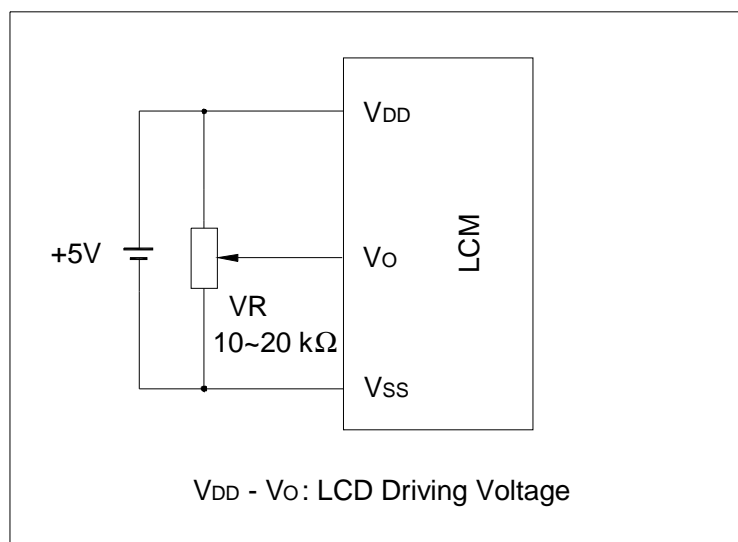 VDD
+5V
VO
LCM
VR
10~20 kΩ
VSS
VDD - VO: LCD Driving Voltage